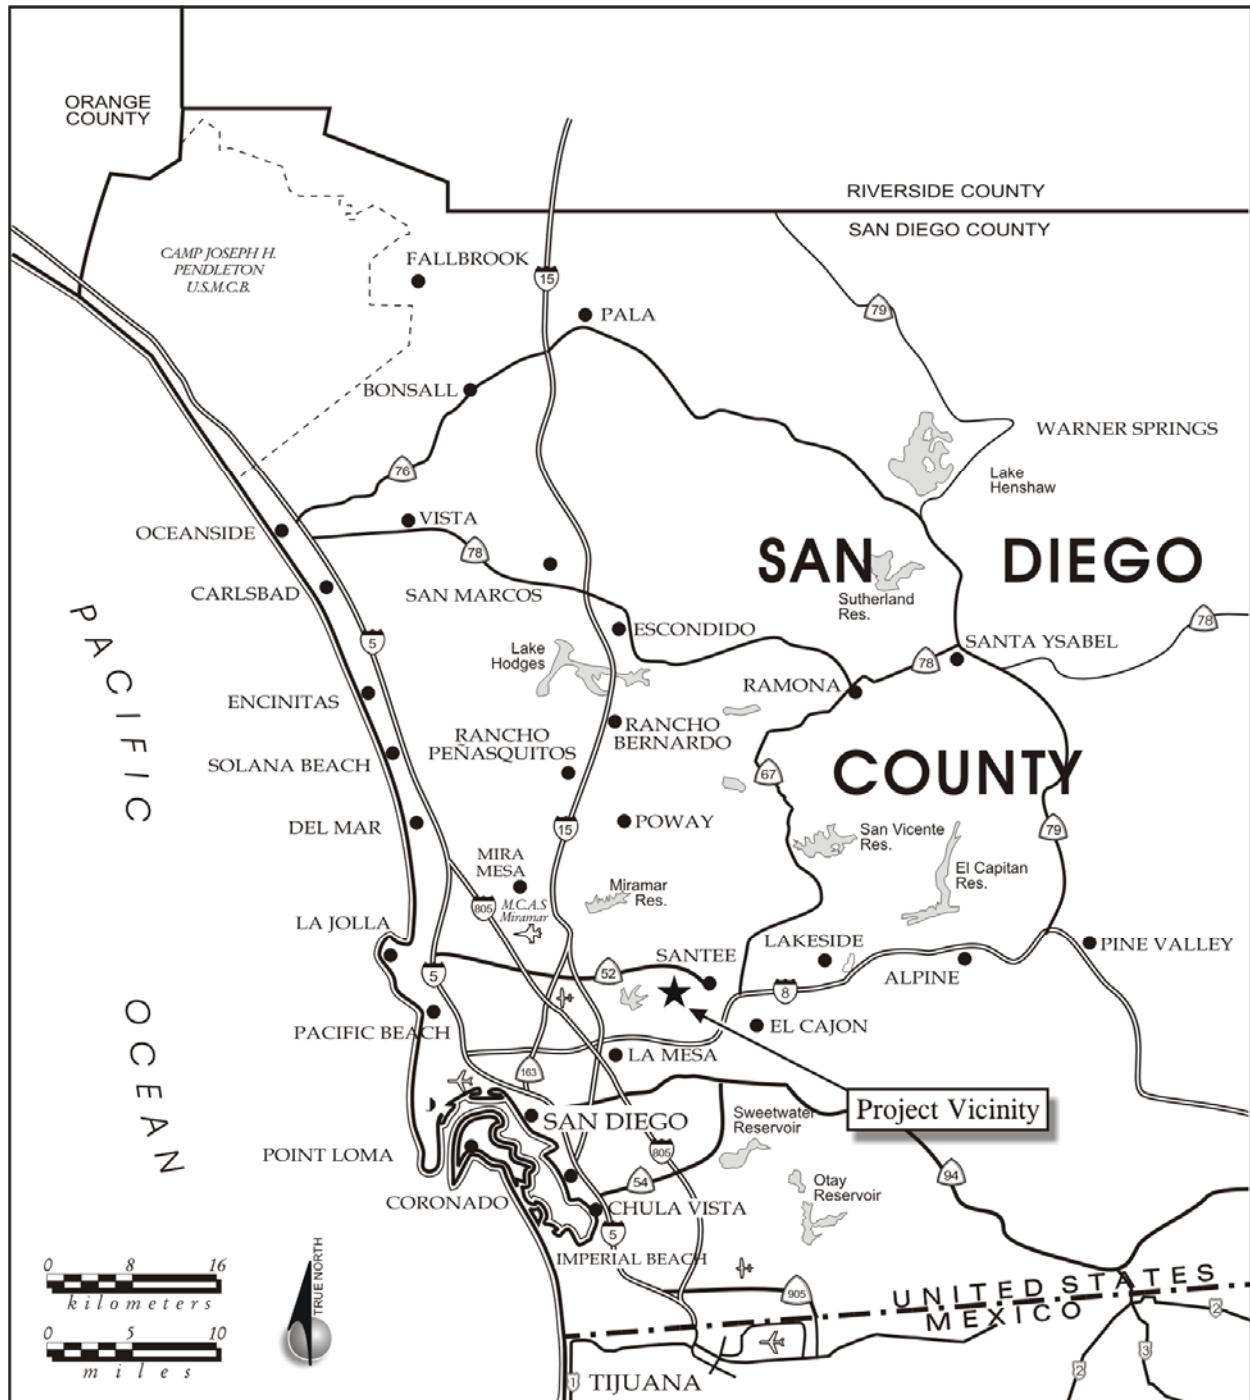 ORANGE
COUNTY
RIVERSIDE COUNTY
SAN DIEGO COUNTY
CAMP JOSEPH H.
PENDLETON
U.S.M.C.B.
FALLBROOK
15
79
PALA
BONSALL
WARNER SPRINGS
76
Lake
Henshaw
OCEANSIDE
VISTA
78
SAN DIEGO
CARLSBAD
SAN MARCOS
Sutherland
Res.
78
5
ESCONDIDO
SANTA YSABEL
Lake
Hodges
78
RAMONA
ENCINITAS
RANCHO
BERNARDO
RANCHO
PEÑASQUITOS
SOLANA BEACH
67
COUNTY
DEL MAR
15
POWAY
San Vicente
Res.
79
MIRA
MESA
El Capitan
Res.
Miramar
Res.
805
M.C.A.S
Miramar
LA JOLLA
SANTEE
LAKESIDE
PINE VALLEY
5
52
8
ALPINE
PACIFIC BEACH
EL CAJON
LA MESA
163
PACIFIC
OCEAN
Project Vicinity
SAN DIEGO
Sweetwater
Reservoir
POINT LOMA
805
54
94
Otay
Reservoir
CORONADO
CHULA VISTA
5
IMPERIAL BEACH
905
UNITED STATES
MEXICO
0 8 16
kilometers
0 5 10
miles
TRUE NORTH
2
3
2
1
TIJUANA